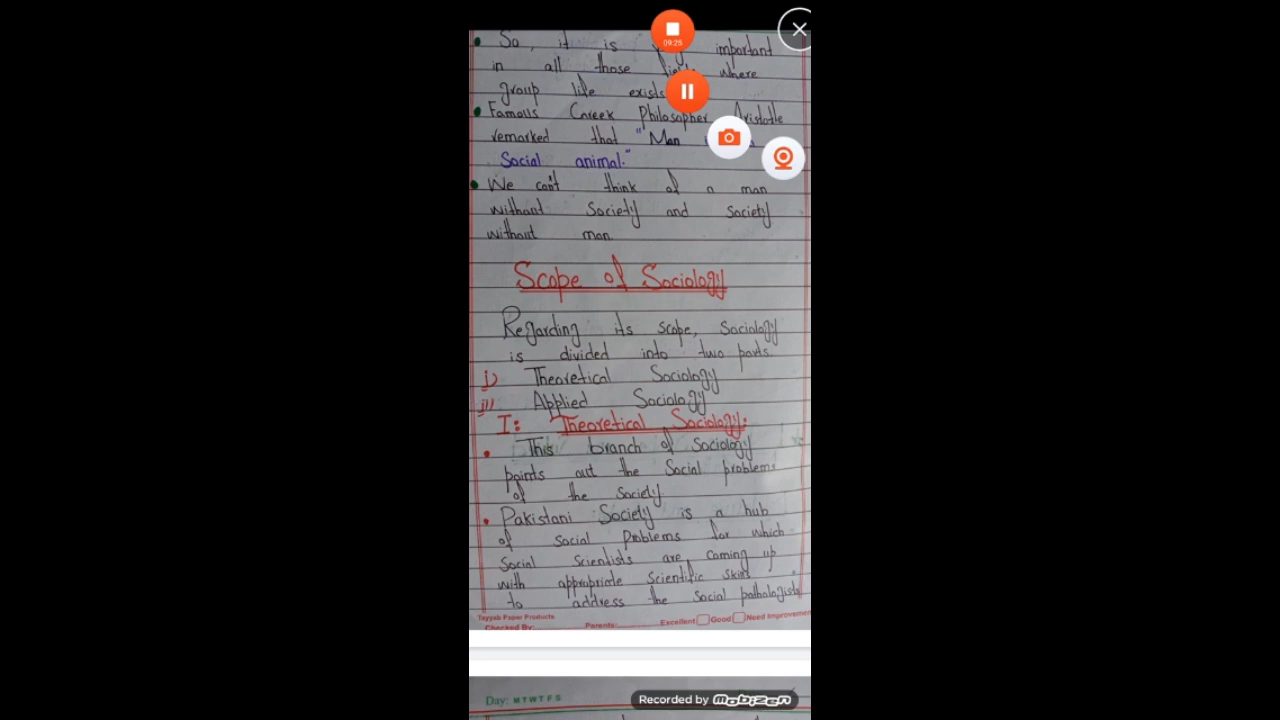 09:25
So, it is important
in all those where
group life exists
Famous Greek Philosopher Aristotle
remarked that "Man
Social animal."
We can't think of a man
without Society and Society
without man.
Scope of Sociology
Regarding its scope, Sociology
is divided into two parts.
i) Theoretical Sociology
ii) Applied Sociology
I: Theoretical Sociology:
This branch of Sociology
points out the Social problems
of the Society
Pakistani Society is a hub
of Social Problems for which
Social Scientists are coming up
with appropriate Scientific skills
to address the Social pathologists
Tayyab Paper Products
Checked By: Parents: Excellent Good Need Improvement
Day: M T W T F S
Recorded by mobizen